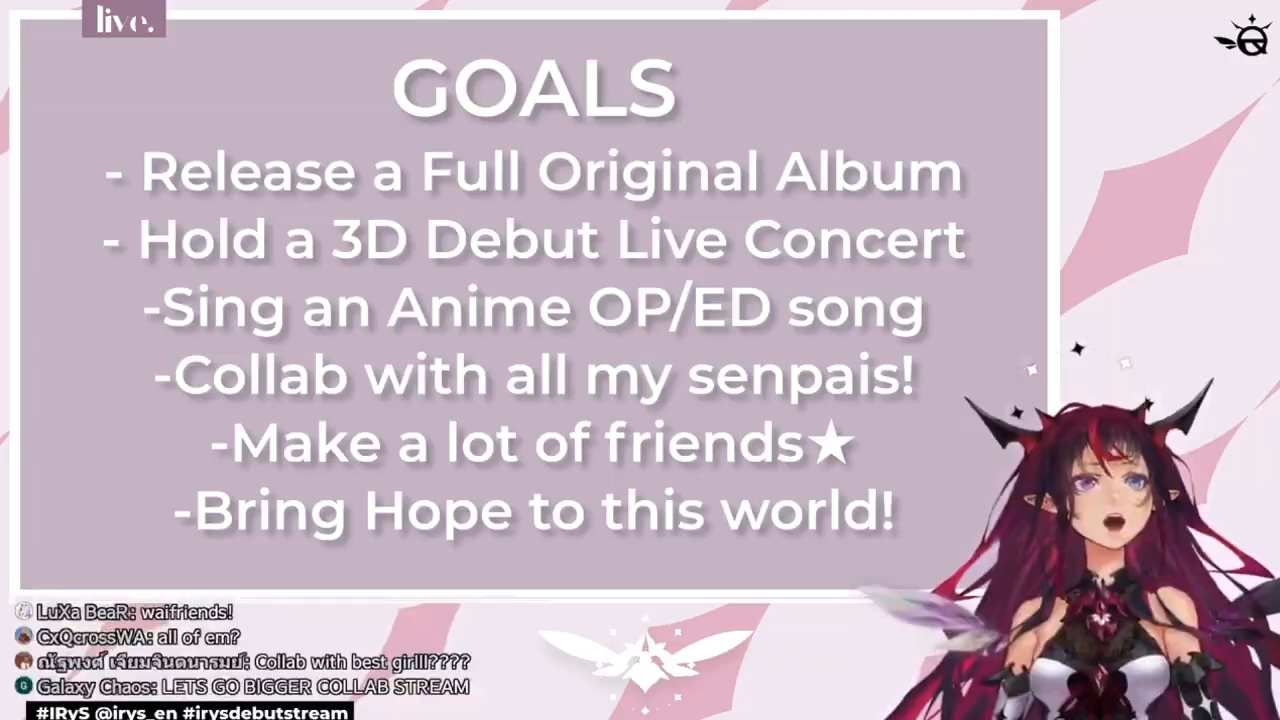 live.
GOALS
- Release a Full Original Album
- Hold a 3D Debut Live Concert
-Sing an Anime OP/ED song
-Collab with all my senpais!
-Make a lot of friends★
-Bring Hope to this world!
LuXa BeaR: waifriends!
CxQcrossWA: all of em?
ณัฐพงศ์ เจียมจินดามารมย์: Collab with best girlll????
Galaxy Chaos: LETS GO BIGGER COLLAB STREAM
#IRyS @irys_en #irysdebutstream